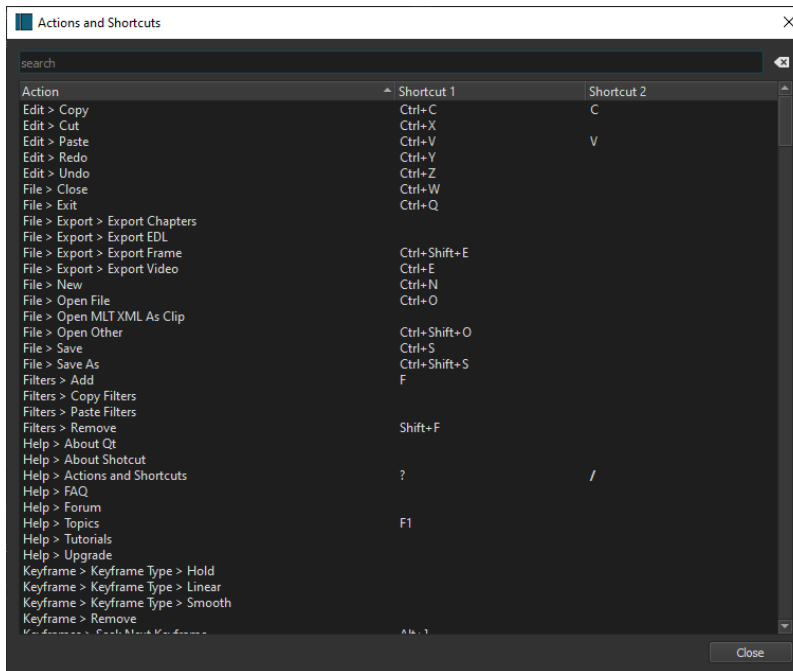 Actions and Shortcuts
search
Action Shortcut 1 Shortcut 2
Edit > Copy Ctrl+C C
Edit > Cut Ctrl+X
Edit > Paste Ctrl+V V
Edit > Redo Ctrl+Y
Edit > Undo Ctrl+Z
File > Close Ctrl+W
File > Exit Ctrl+Q
File > Export > Export Chapters
File > Export > Export EDL
File > Export > Export Frame Ctrl+Shift+E
File > Export > Export Video Ctrl+E
File > New Ctrl+N
File > Open File Ctrl+O
File > Open MLT XML As Clip
File > Open Other Ctrl+Shift+O
File > Save Ctrl+S
File > Save As Ctrl+Shift+S
Filters > Add F
Filters > Copy Filters
Filters > Paste Filters
Filters > Remove Shift+F
Help > About Qt
Help > About Shotcut
Help > Actions and Shortcuts ? /
Help > FAQ
Help > Forum
Help > Topics F1
Help > Tutorials
Help > Upgrade
Keyframe > Keyframe Type > Hold
Keyframe > Keyframe Type > Linear
Keyframe > Keyframe Type > Smooth
Keyframe > Remove
Keyframes > Seek Next Keyframe
Close